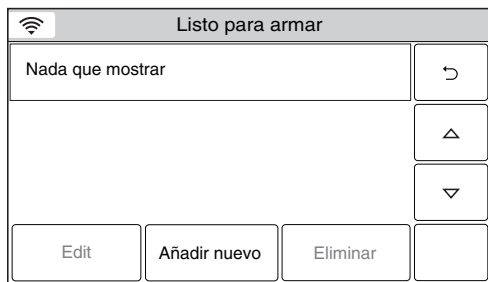 Listo para armar
Nada que mostrar
Edit
Añadir nuevo
Eliminar